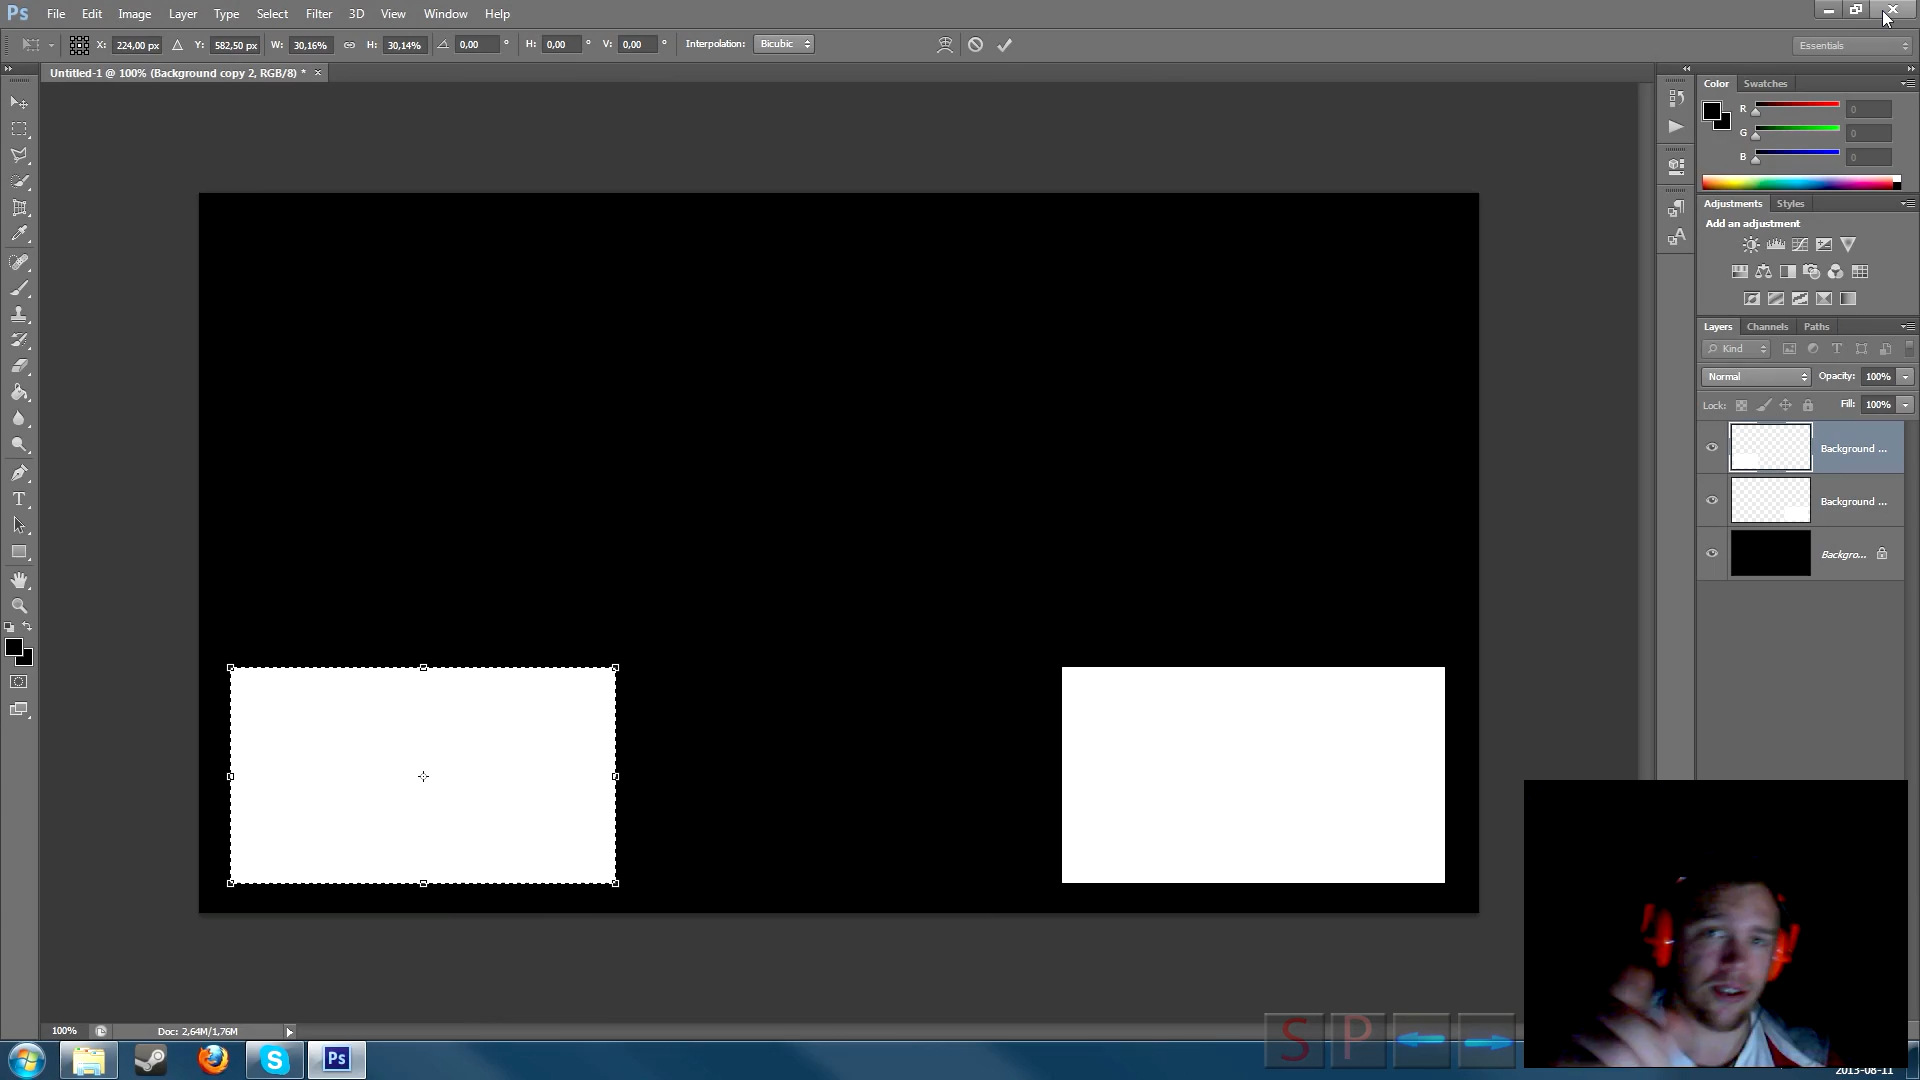 Ps File Edit Image Layer Type Select Filter 3D View Window Help
X: 224,00 px Y: 582,50 px W: 30,16% H: 30,14% 0,00 ° H: 0,00 ° V: 0,00 ° Interpolation: Bicubic Essentials
Untitled-1 @ 100% (Background copy 2, RGB/8) * ×
Color Swatches
R 0
G 0
B 0
Adjustments Styles
Add an adjustment
Layers Channels Paths
Kind
Normal Opacity: 100%
Lock: Fill: 100%
Background ...
Background ...
Backgro...
100% Doc: 2,64M/1,76M
S P
Ps
2013-08-11